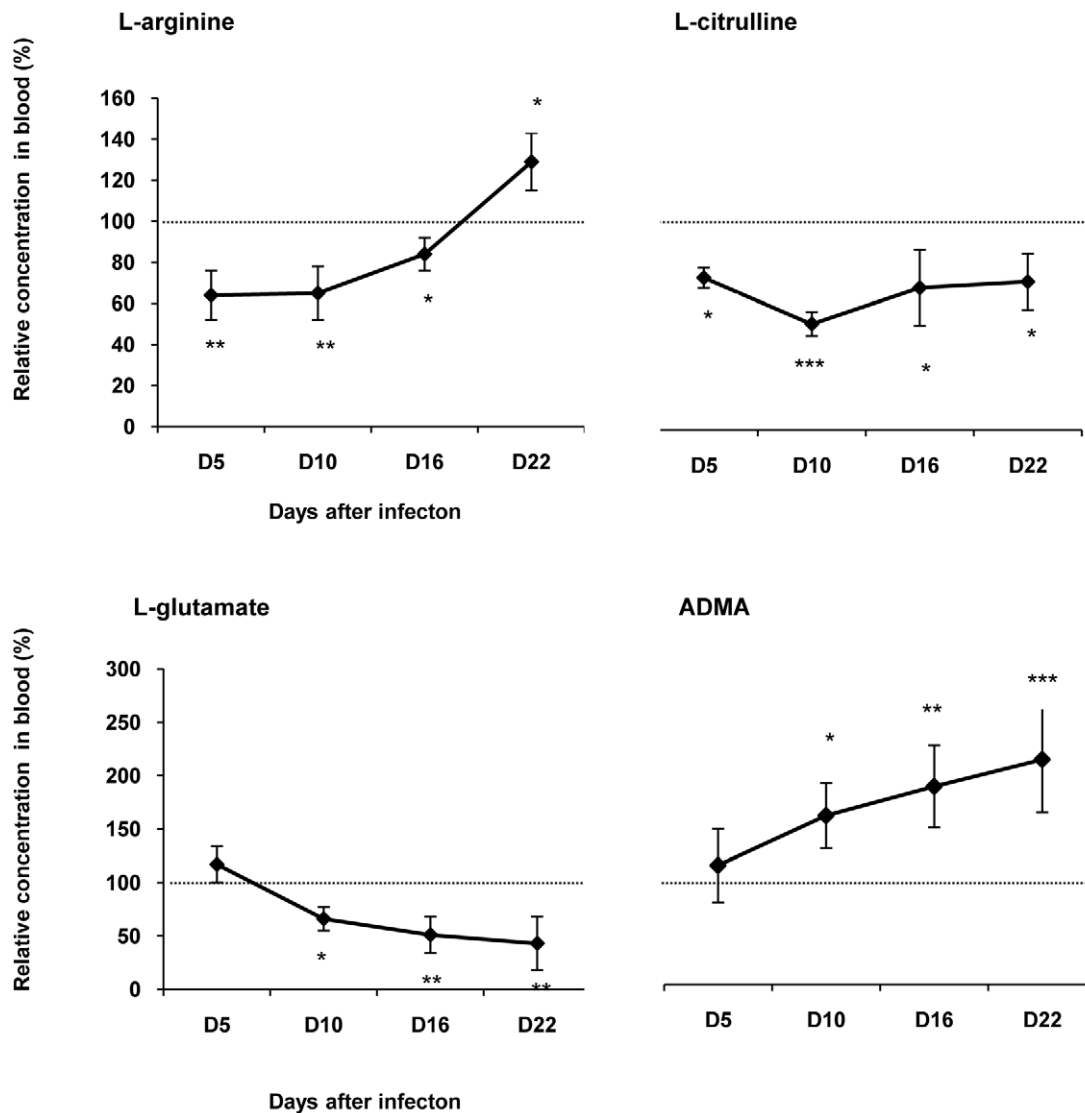 L-arginine
L-citrulline
Relative concentration in blood (%)
160
140
120
100
80
60
40
20
0
*
**
**
*
*
***
*
*
D5 D10 D16 D22
D5 D10 D16 D22
Days after infecton
L-glutamate
ADMA
Relative concentration in blood (%)
300
250
200
150
100
50
0
***
**
*
*
**
**
D5 D10 D16 D22
D5 D10 D16 D22
Days after infecton